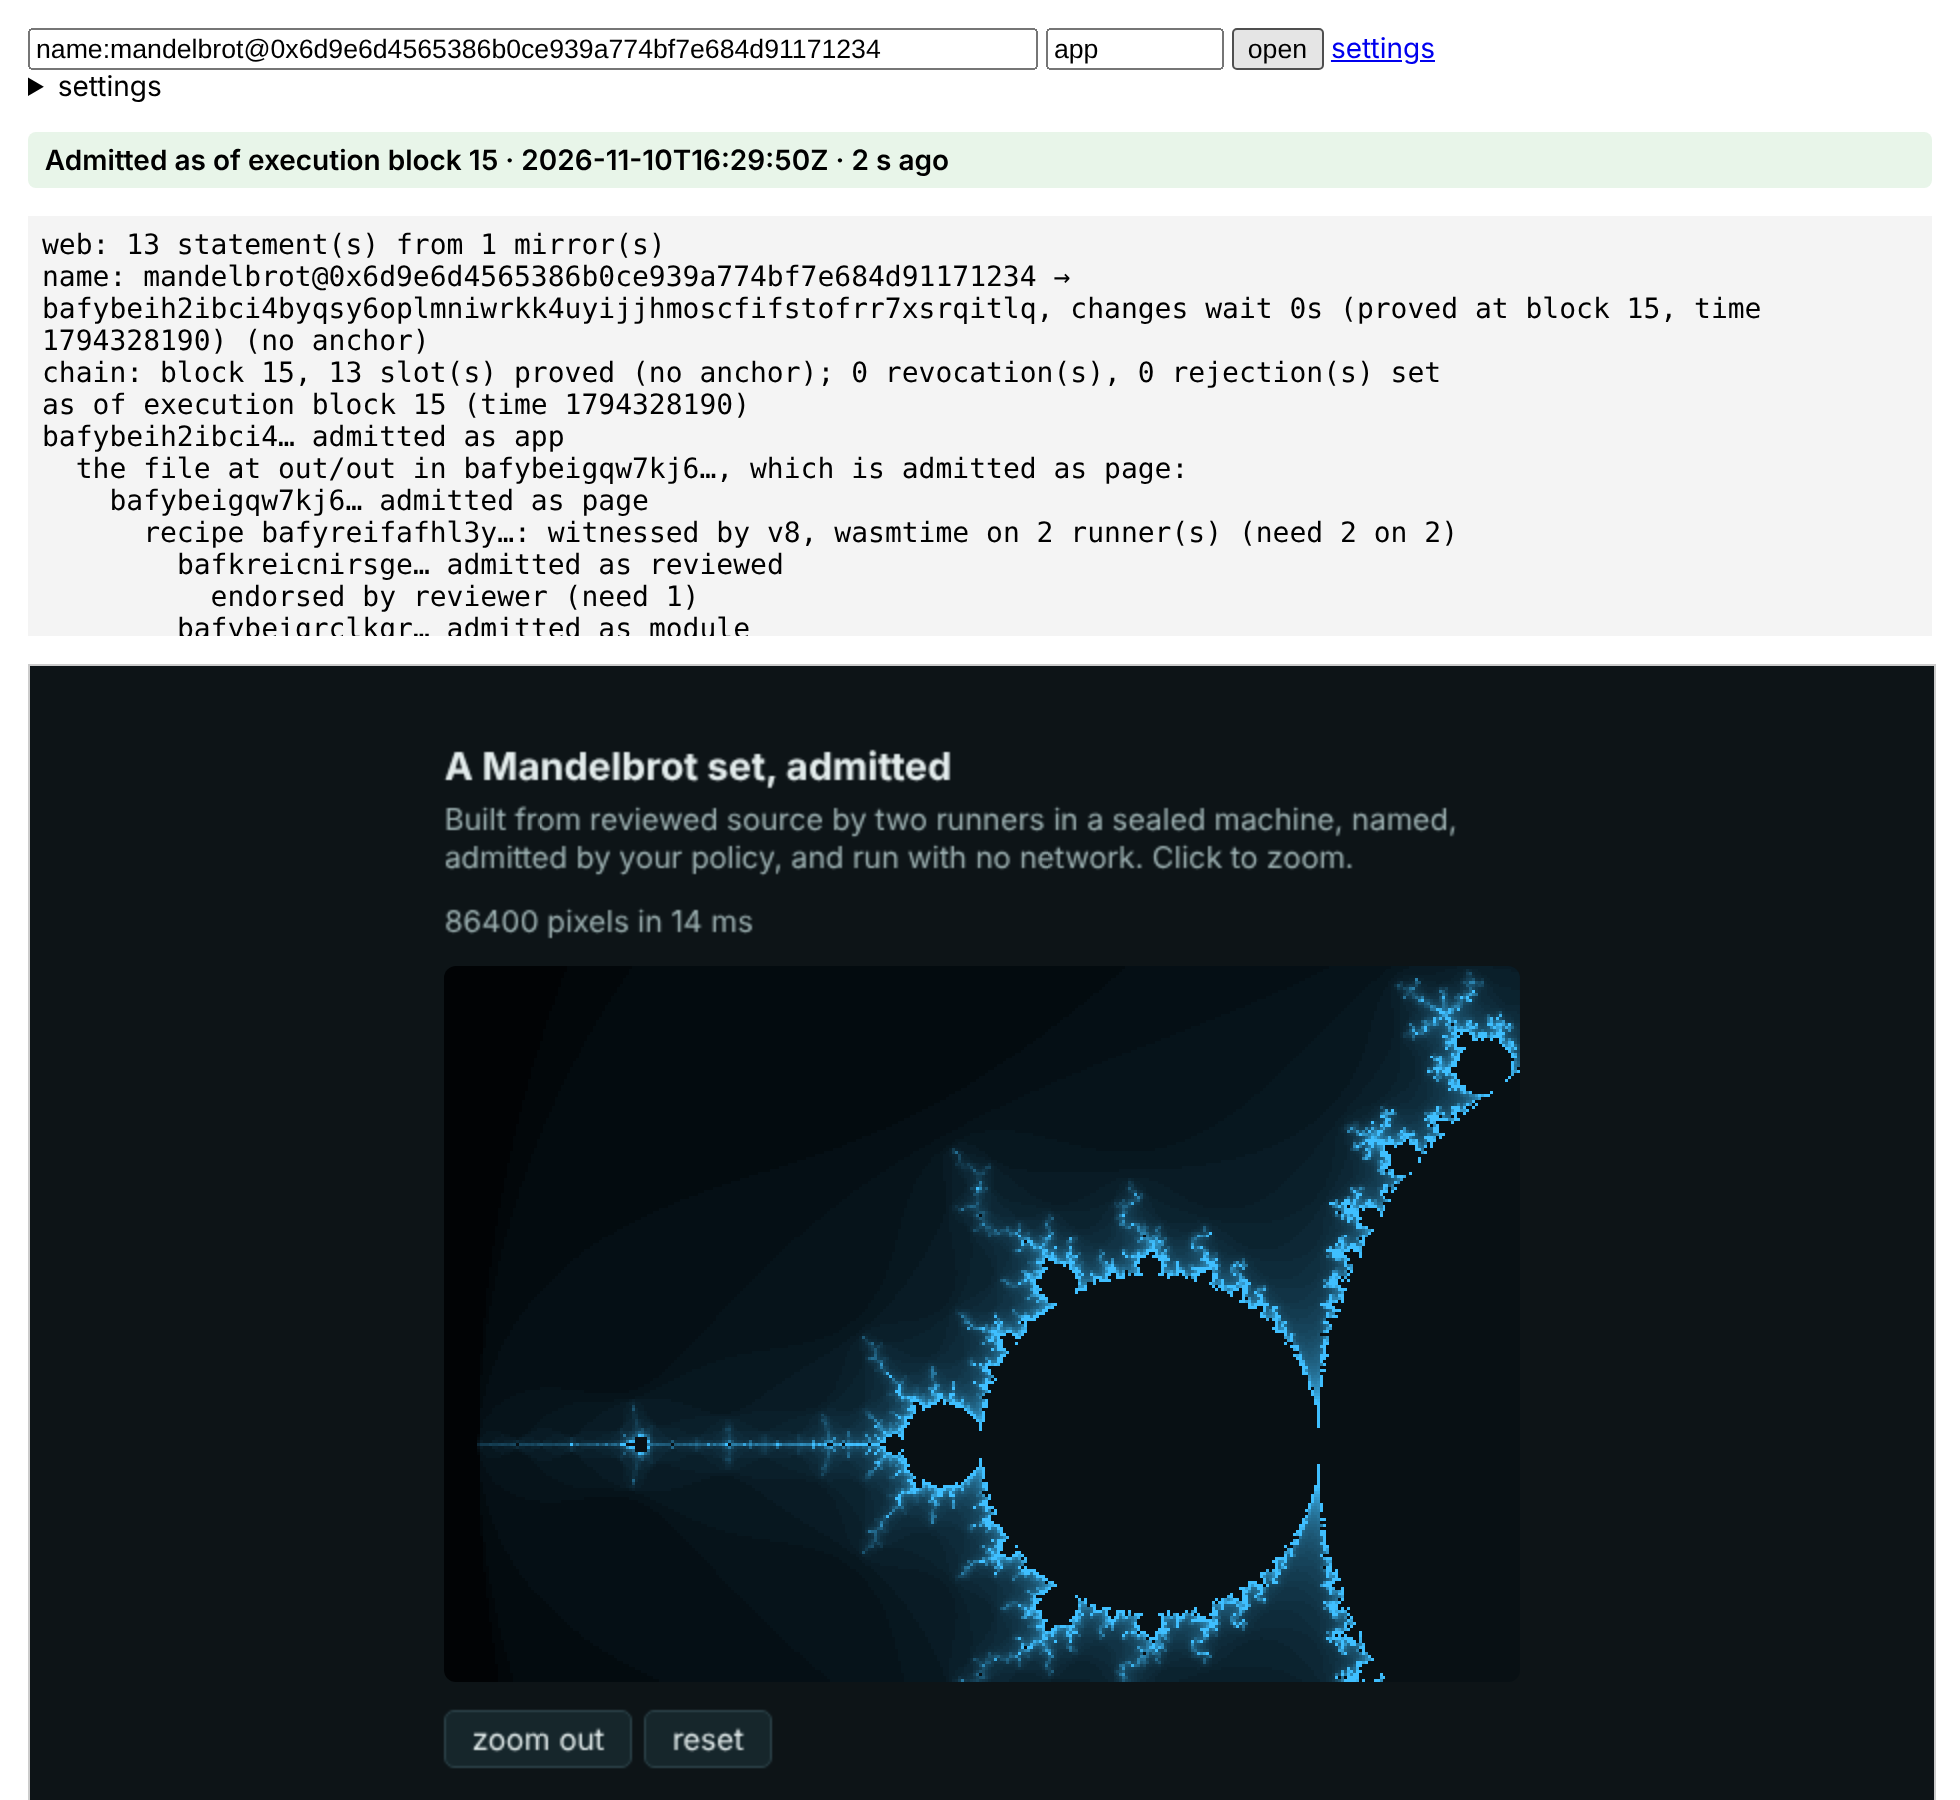 name:mandelbrot@0x6d9e6d4565386b0ce939a774bf7e684d91171234 app open settings
▶ settings
Admitted as of execution block 15 · 2026-11-10T16:29:50Z · 2 s ago
web: 13 statement(s) from 1 mirror(s)
name: mandelbrot@0x6d9e6d4565386b0ce939a774bf7e684d91171234 →
bafybeih2ibci4byqsy6oplmniwrkk4uyijjhmoscfifstofrr7xsrqitlq, changes wait 0s (proved at block 15, time
1794328190) (no anchor)
chain: block 15, 13 slot(s) proved (no anchor); 0 revocation(s), 0 rejection(s) set
as of execution block 15 (time 1794328190)
bafybeih2ibci4… admitted as app
the file at out/out in bafybeigqw7kj6…, which is admitted as page:
bafybeigqw7kj6… admitted as page
recipe bafyreifafhl3y…: witnessed by v8, wasmtime on 2 runner(s) (need 2 on 2)
bafkreicnirsge… admitted as reviewed
endorsed by reviewer (need 1)
bafybeigrclkgr… admitted as module
A Mandelbrot set, admitted
Built from reviewed source by two runners in a sealed machine, named,
admitted by your policy, and run with no network. Click to zoom.
86400 pixels in 14 ms
zoom out reset